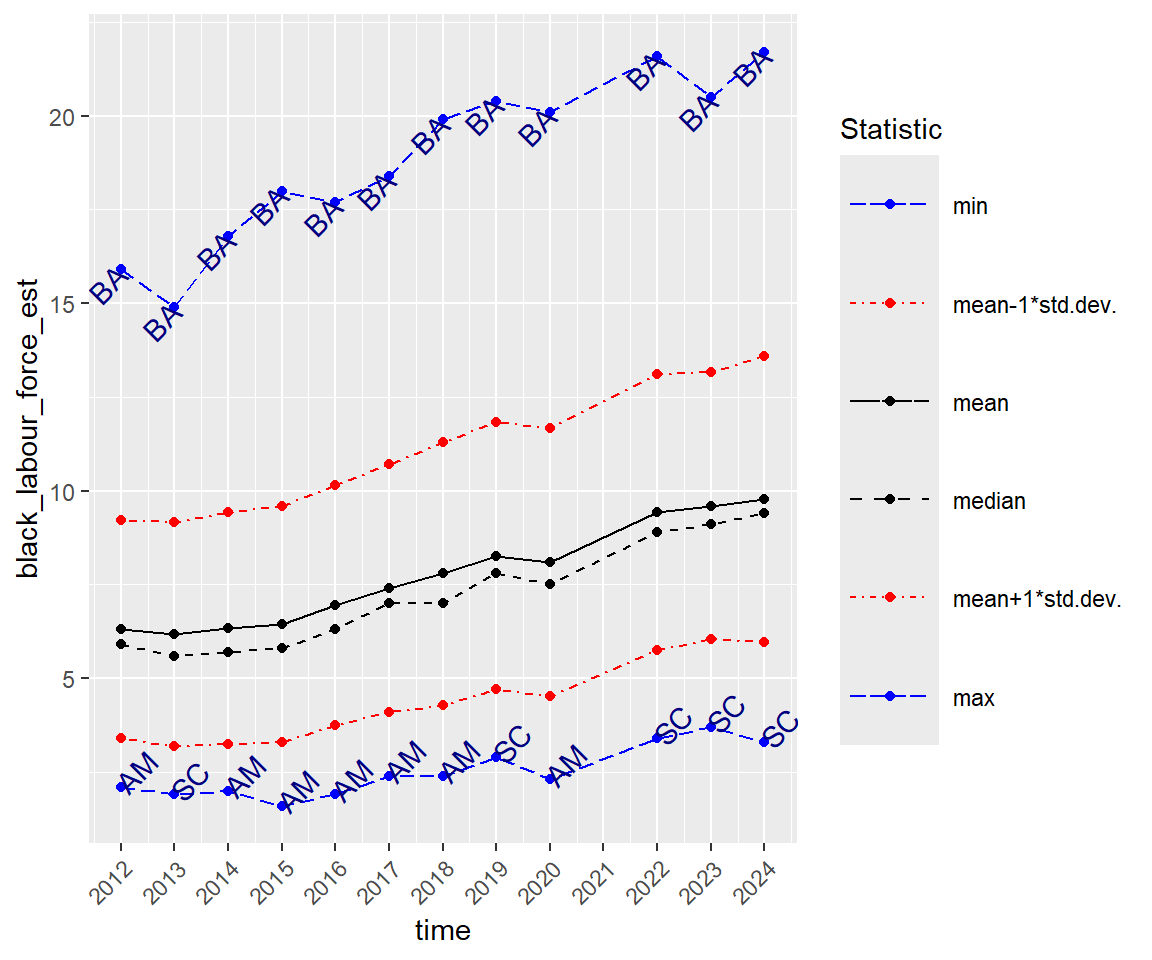 BA BA BA BA BA BA BA BA BA BA BA BA
AM SC AM AM AM AM AM SC AM SC SC SC
20
15
10
5
black_labour_force_est
2012 2013 2014 2015 2016 2017 2018 2019 2020 2021 2022 2023 2024
time
Statistic
min
mean-1*std.dev.
mean
median
mean+1*std.dev.
max